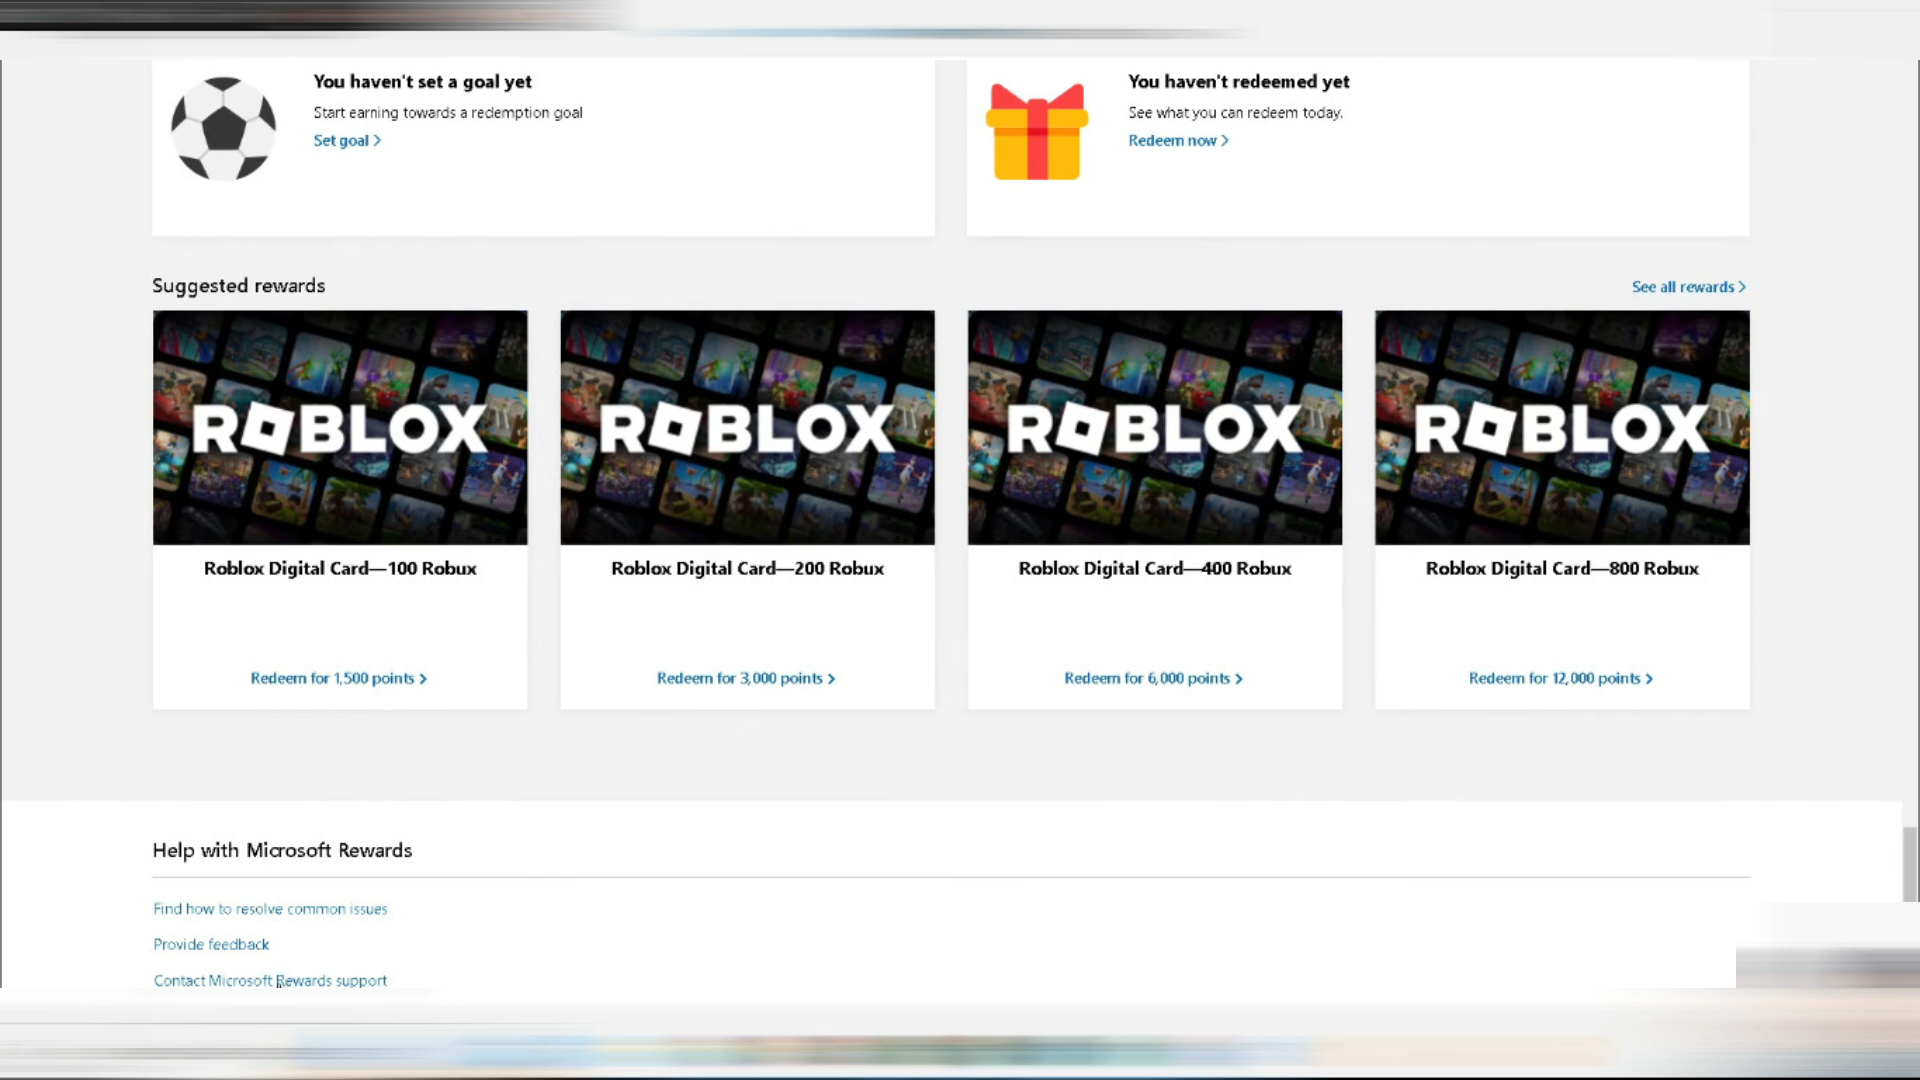 You haven't set a goal yet
Start earning towards a redemption goal
Set goal >
You haven't redeemed yet
See what you can redeem today.
Redeem now >
Suggested rewards
See all rewards >
ROBLOX
ROBLOX
ROBLOX
ROBLOX
Roblox Digital Card—100 Robux
Roblox Digital Card—200 Robux
Roblox Digital Card—400 Robux
Roblox Digital Card—800 Robux
Redeem for 1,500 points >
Redeem for 3,000 points >
Redeem for 6,000 points >
Redeem for 12,000 points >
Help with Microsoft Rewards
Find how to resolve common issues
Provide feedback
Contact Microsoft Rewards support